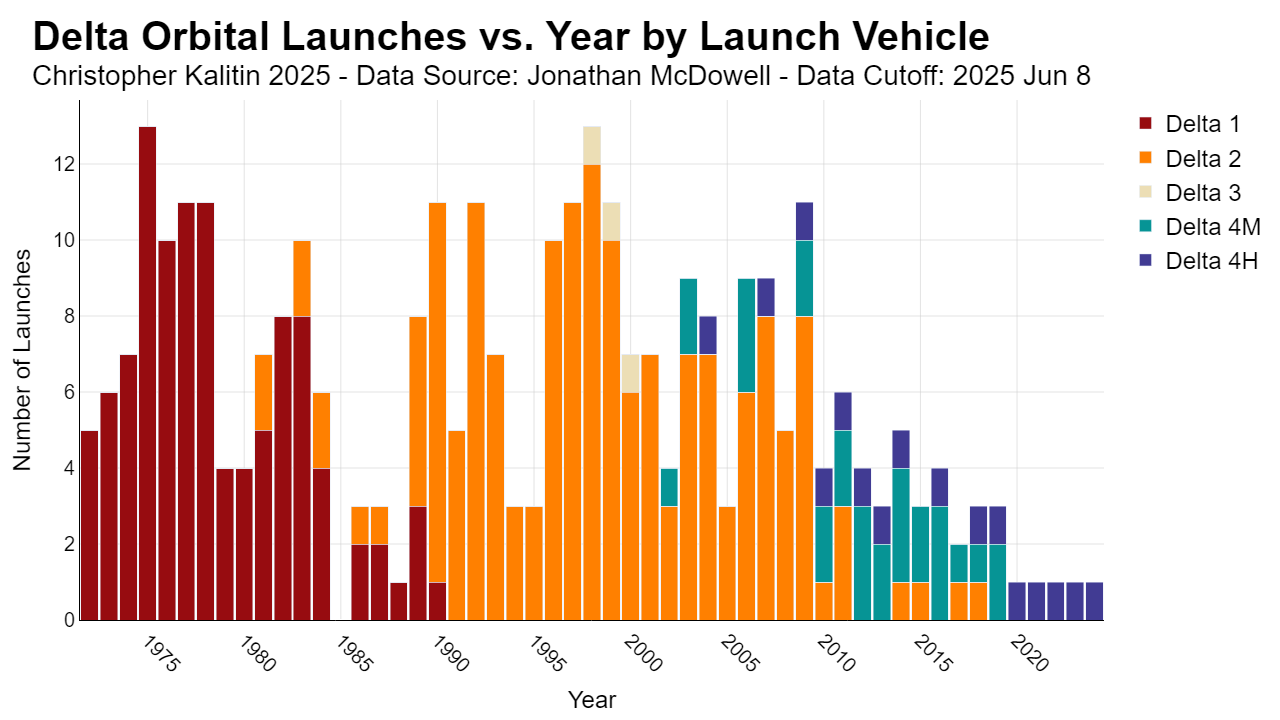 Delta Orbital Launches vs. Year by Launch Vehicle
Christopher Kalitin 2025 - Data Source: Jonathan McDowell - Data Cutoff: 2025 Jun 8
Delta 1
Delta 2
Delta 3
Delta 4M
Delta 4H
Number of Launches
12
10
8
6
4
2
0
1975
1980
1985
1990
1995
2000
2005
2010
2015
2020
Year